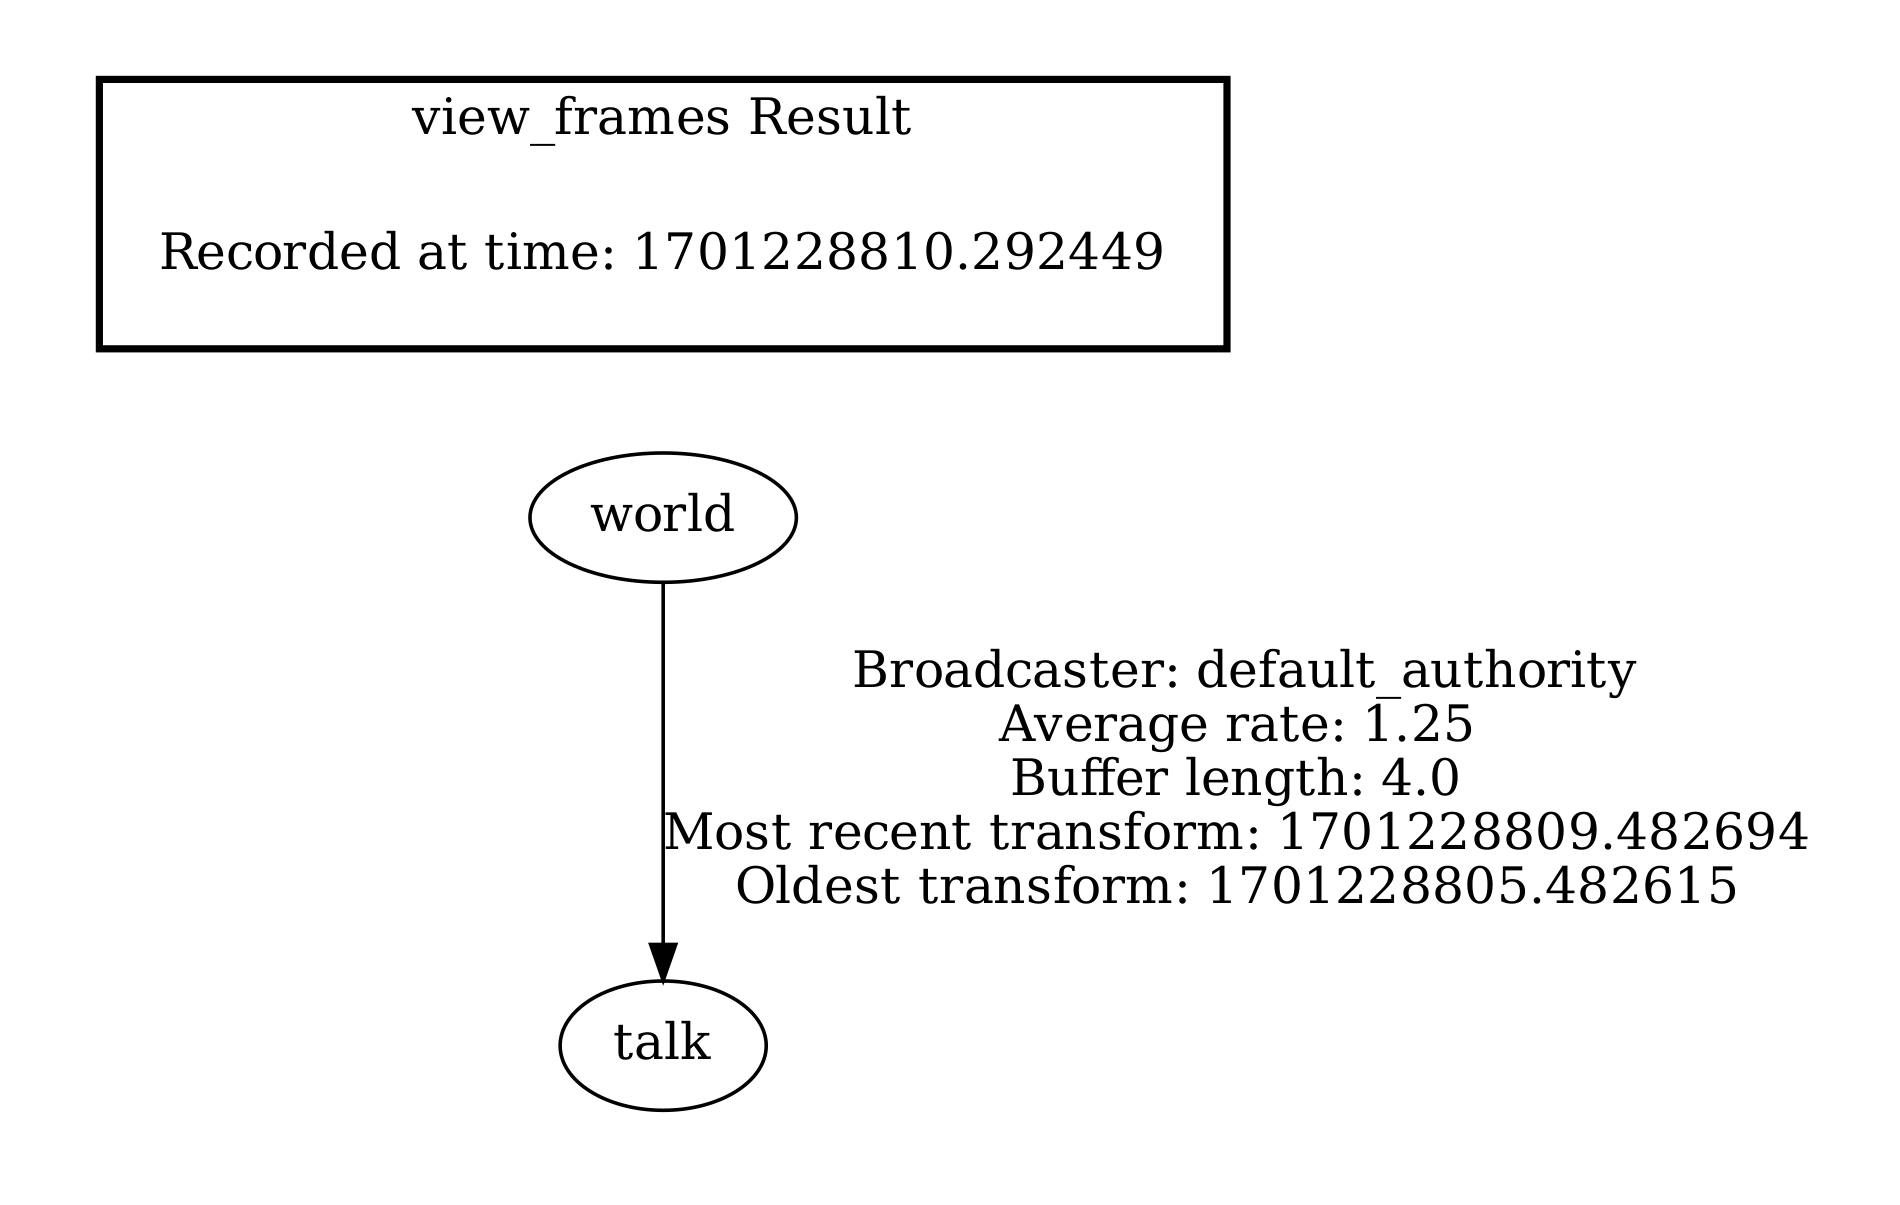 view_frames Result
Recorded at time: 1701228810.292449
world
Broadcaster: default_authority
Average rate: 1.25
Buffer length: 4.0
Most recent transform: 1701228809.482694
Oldest transform: 1701228805.482615
talk